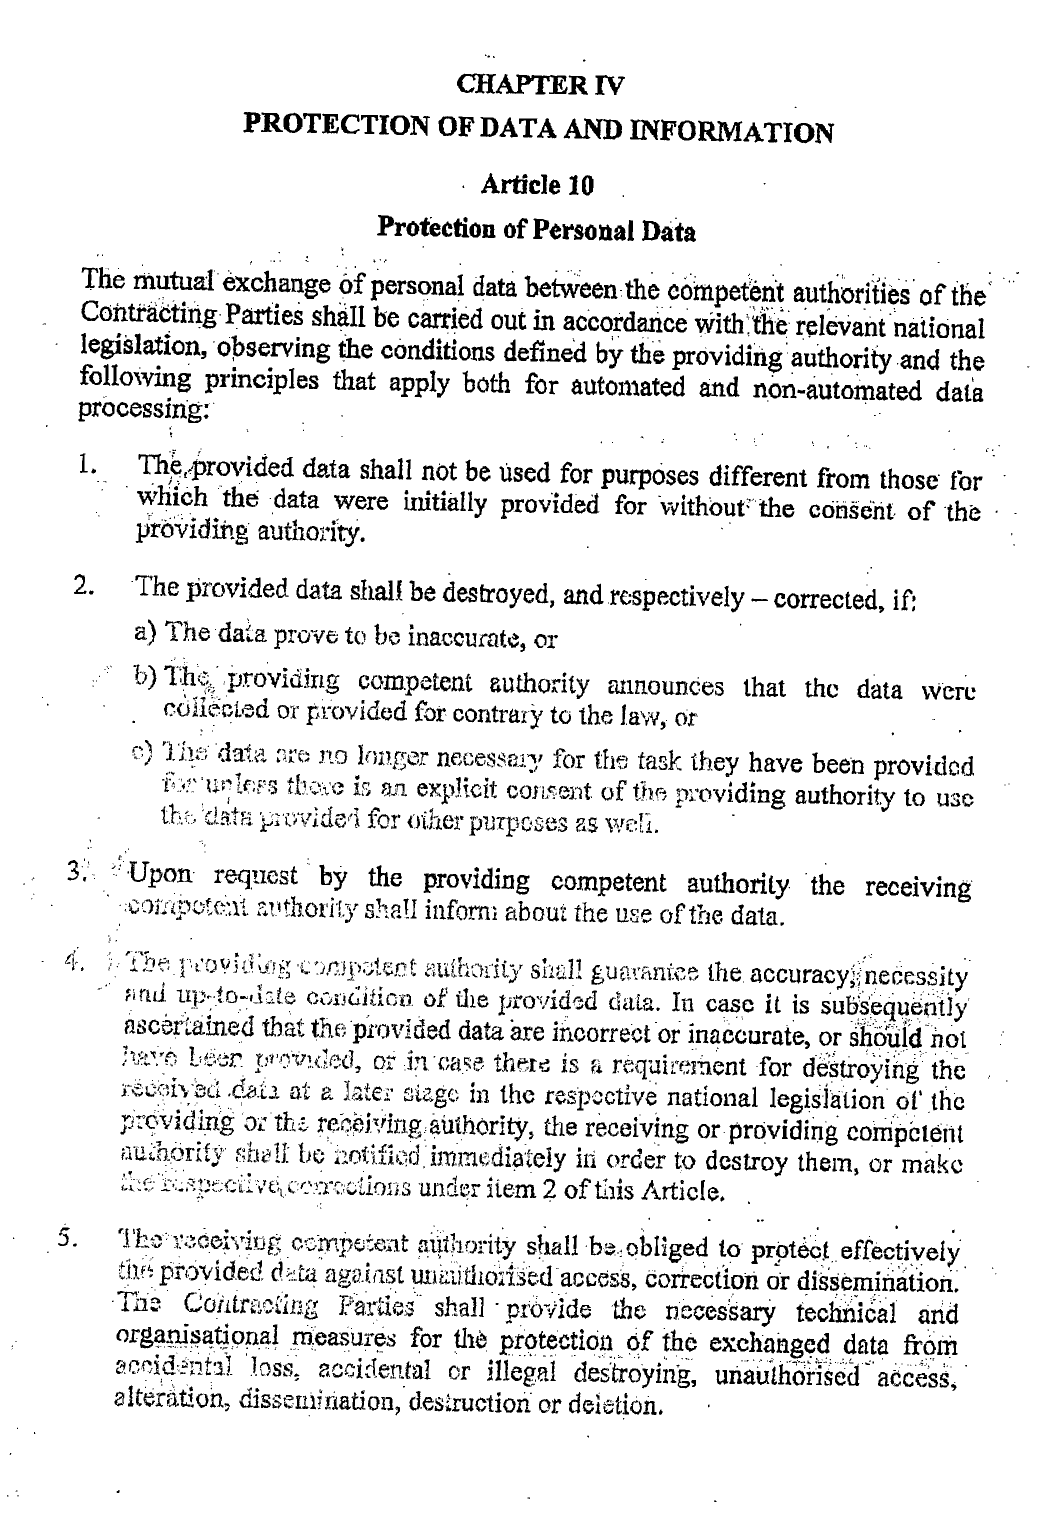 CHAPTER IV
PROTECTION OF DATA AND INFORMATION
Article 10
Protection of Personal Data
The mutual exchange of personal data between the competent authorities of the
Contracting Parties shall be carried out in accordance with the relevant national
legislation, observing the conditions defined by the providing authority and the
following principles that apply both for automated and non-automated data
processing:
1. The provided data shall not be used for purposes different from those for
which the data were initially provided for without the consent of the
providing authority.
2. The provided data shall be destroyed, and respectively – corrected, if:
a) The data prove to be inaccurate, or
b) The providing competent authority announces that the data were
collected or provided for contrary to the law, or
c) The data are no longer necessary for the task they have been provided
for unless there is an explicit consent of the providing authority to use
the data provided for other purposes as well.
3. Upon request by the providing competent authority the receiving
competent authority shall inform about the use of the data.
4. The providing competent authority shall guarantee the accuracy, necessity
and up-to-date condition of the provided data. In case it is subsequently
ascertained that the provided data are incorrect or inaccurate, or should not
have been provided, or in case there is a requirement for destroying the
received data at a later stage in the respective national legislation of the
providing or the receiving authority, the receiving or providing competent
authority shall be notified immediately in order to destroy them, or make
the respective corrections under item 2 of this Article.
5. The receiving competent authority shall be obliged to protect effectively
the provided data against unauthorised access, correction or dissemination.
The Contracting Parties shall provide the necessary technical and
organisational measures for the protection of the exchanged data from
accidental loss, accidental or illegal destroying, unauthorised access,
alteration, dissemination, destruction or deletion.